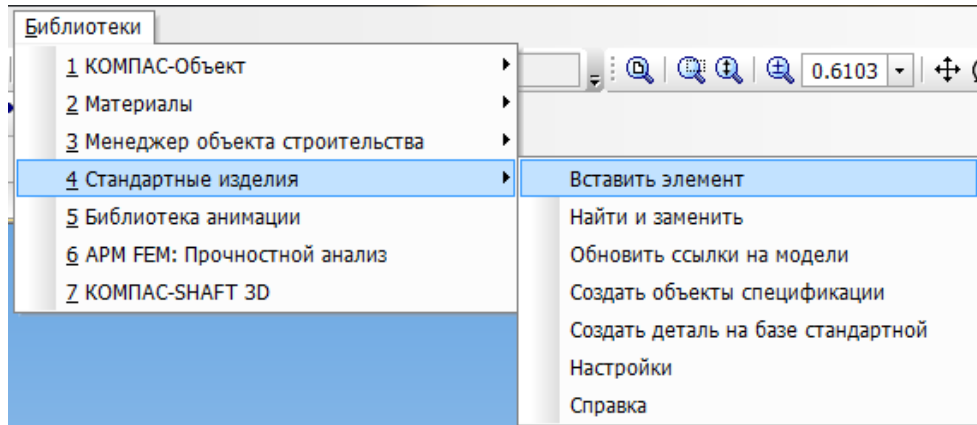 Библиотеки
1 КОМПАС-Объект
0.6103
2 Материалы
3 Менеджер объекта строительства
4 Стандартные изделия
Вставить элемент
5 Библиотека анимации
Найти и заменить
6 APM FEM: Прочностной анализ
Обновить ссылки на модели
7 КОМПАС-SHAFT 3D
Создать объекты спецификации
Создать деталь на базе стандартной
Настройки
Справка